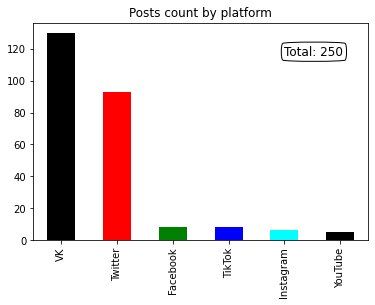 Posts count by platform
Total: 250
120
100
80
60
40
20
0
VK
Twitter
Facebook
TikTok
Instagram
YouTube